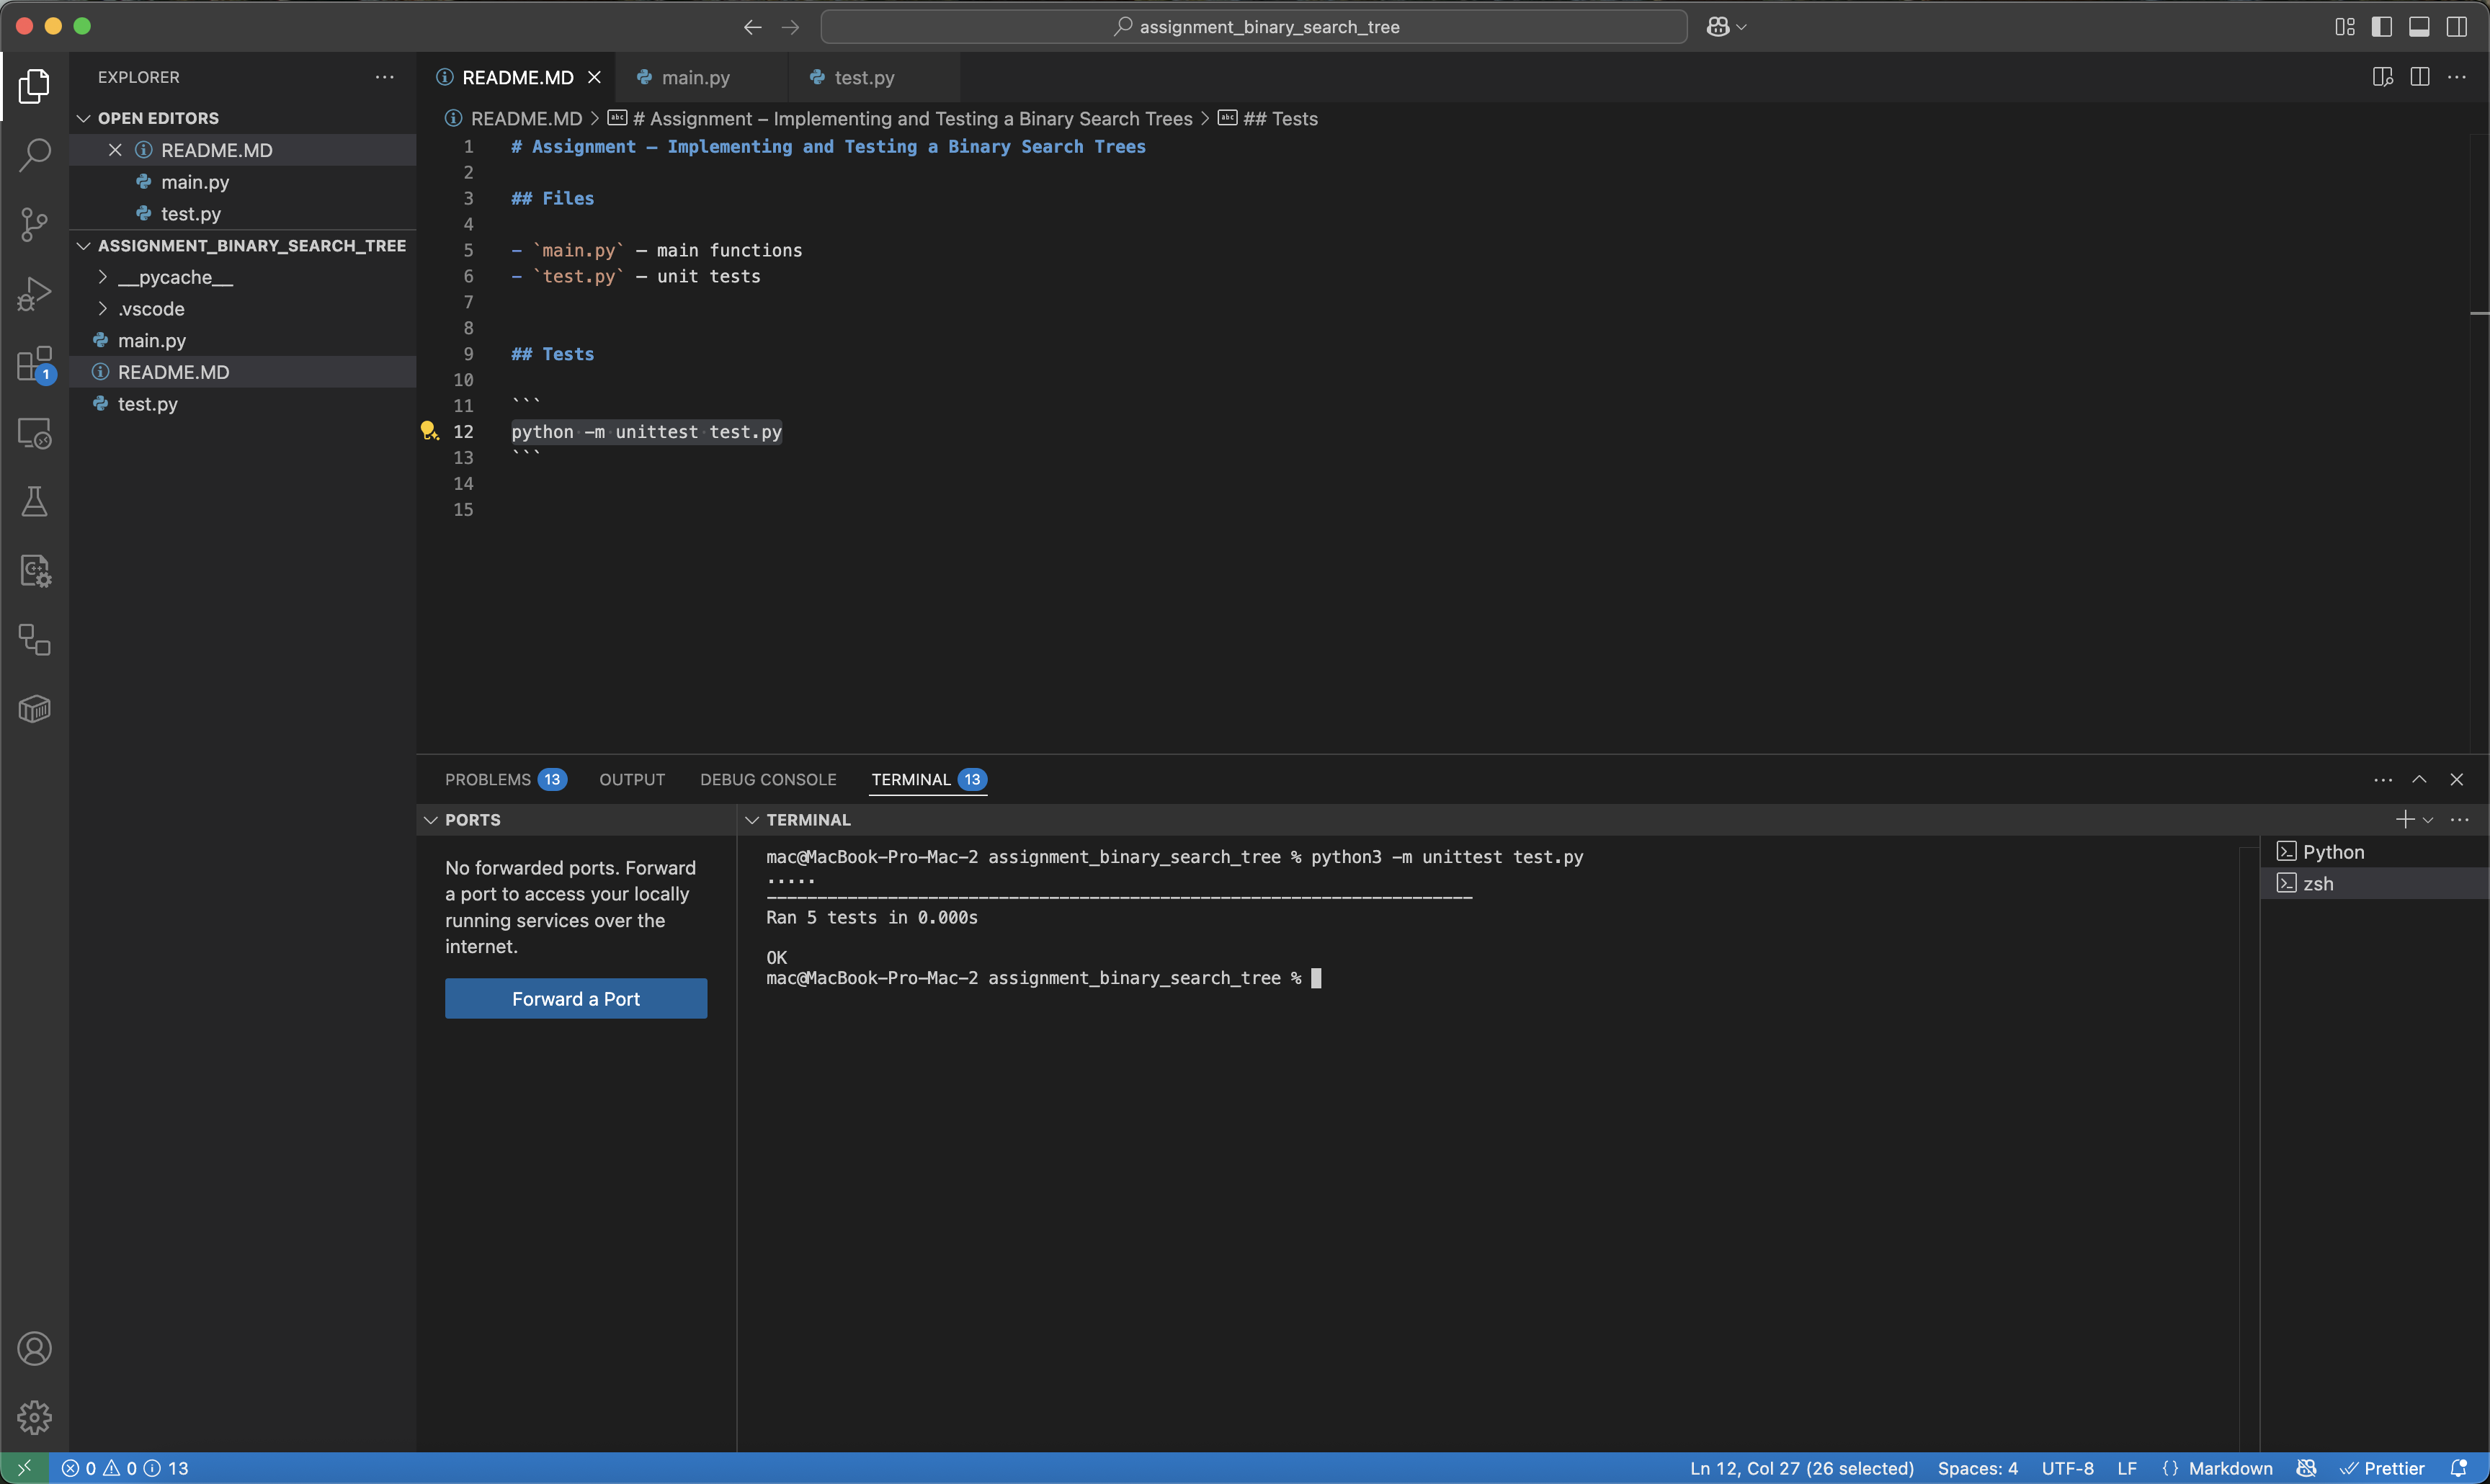 assignment_binary_search_tree
EXPLORER
OPEN EDITORS
README.MD
main.py
test.py
ASSIGNMENT_BINARY_SEARCH_TREE
__pycache__
.vscode
main.py
README.MD
test.py
1
README.MD
main.py
test.py
README.MD > # Assignment – Implementing and Testing a Binary Search Trees > ## Tests
1 # Assignment – Implementing and Testing a Binary Search Trees
2
3 ## Files
4
5 - `main.py` – main functions
6 - `test.py` – unit tests
7
8
9 ## Tests
10
11 ```
12 python -m unittest test.py
13 ```
14
15
PROBLEMS 13 OUTPUT DEBUG CONSOLE TERMINAL 13
PORTS
No forwarded ports. Forward
a port to access your locally
running services over the
internet.
Forward a Port
TERMINAL
mac@MacBook-Pro-Mac-2 assignment_binary_search_tree % python3 -m unittest test.py
.....
----------------------------------------------------------------------
Ran 5 tests in 0.000s
OK
mac@MacBook-Pro-Mac-2 assignment_binary_search_tree %
Python
zsh
0 0 13
Ln 12, Col 27 (26 selected) Spaces: 4 UTF-8 LF {} Markdown Prettier